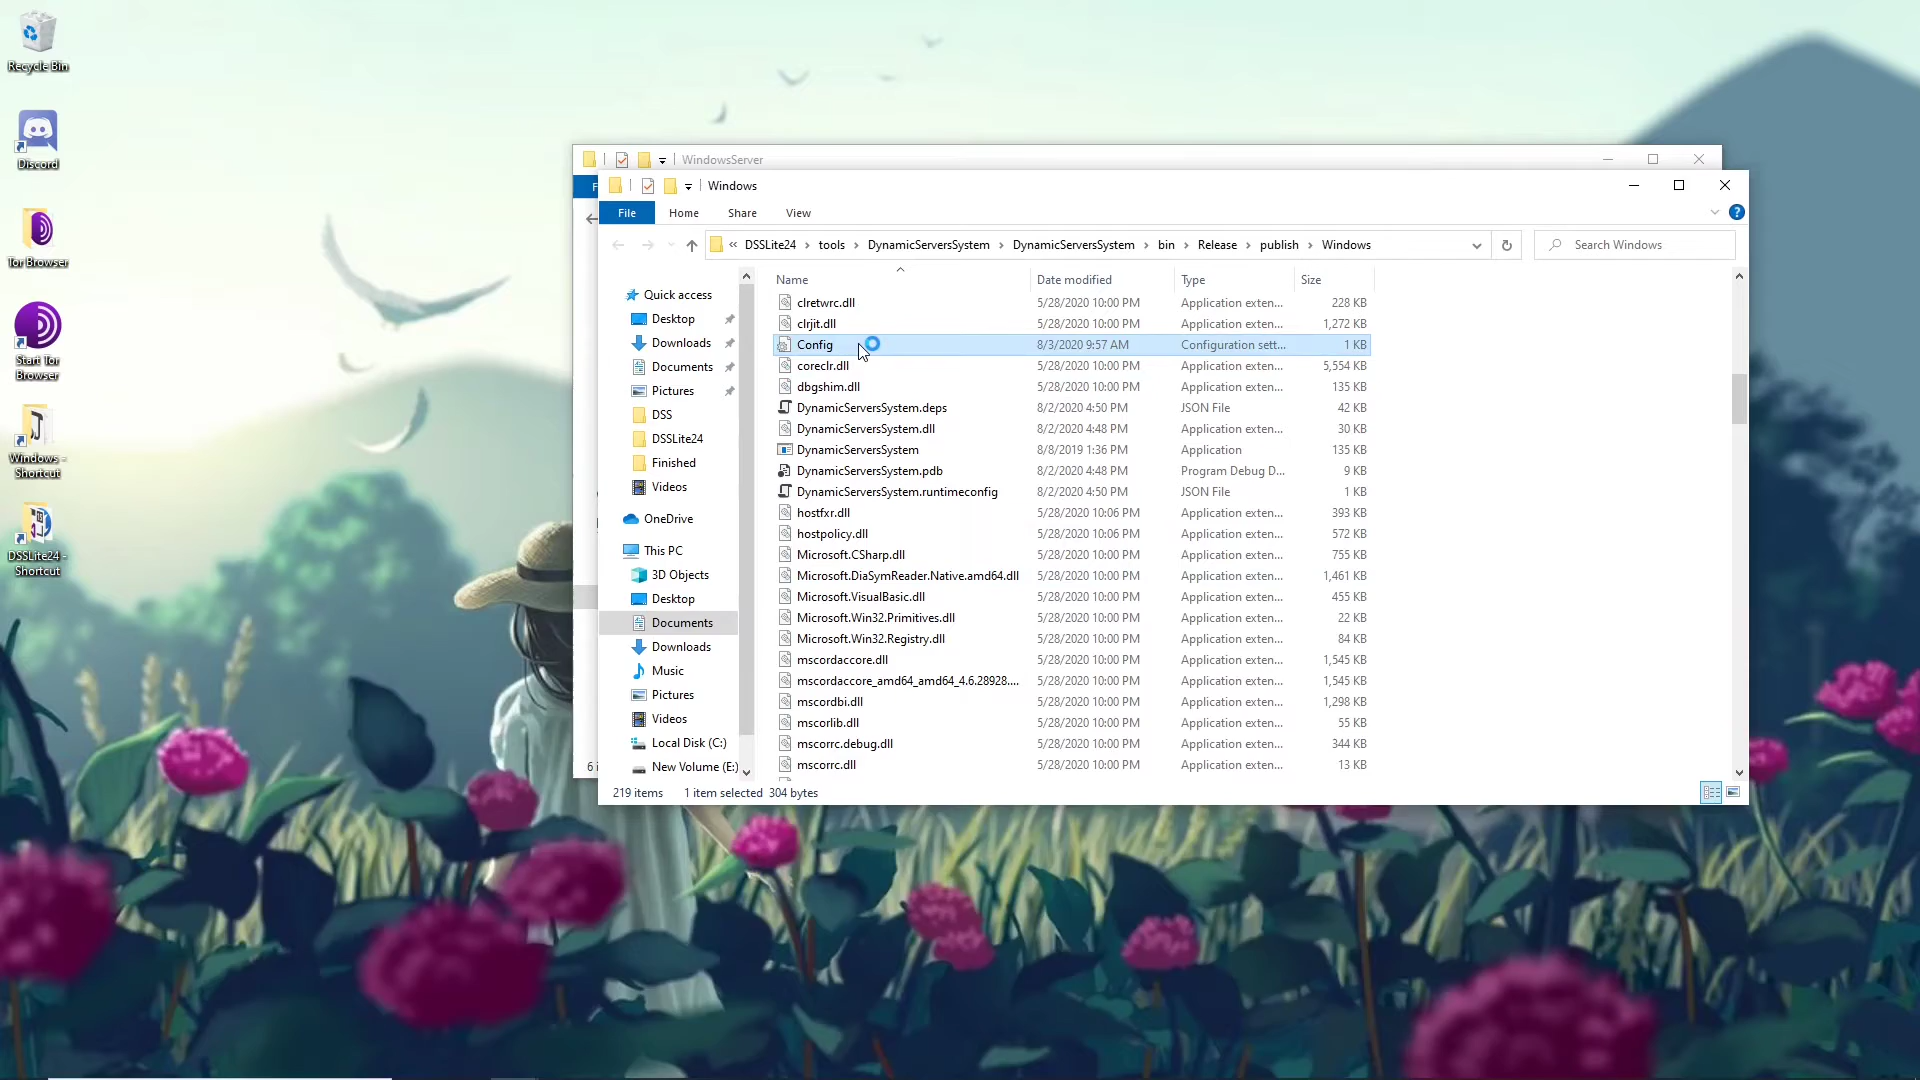 Recycle Bin
Discord
Tor Browser
Start Tor
Browser
Windows -
Shortcut
DSSLite24 -
Shortcut
WindowsServer
Windows
File
Home
Share
View
« DSSLite24 › tools › DynamicServersSystem › DynamicServersSystem › bin › Release › publish › Windows
Search Windows
Quick access
Desktop
Downloads
Documents
Pictures
DSS
DSSLite24
Finished
Videos
OneDrive
This PC
3D Objects
Desktop
Documents
Downloads
Music
Pictures
Videos
Local Disk (C:)
New Volume (E:)
Name Date modified Type Size
clretwrc.dll 5/28/2020 10:00 PM Application exten... 228 KB
clrjit.dll 5/28/2020 10:00 PM Application exten... 1,272 KB
Config 8/3/2020 9:57 AM Configuration sett... 1 KB
coreclr.dll 5/28/2020 10:00 PM Application exten... 5,554 KB
dbgshim.dll 5/28/2020 10:00 PM Application exten... 135 KB
DynamicServersSystem.deps 8/2/2020 4:50 PM JSON File 42 KB
DynamicServersSystem.dll 8/2/2020 4:48 PM Application exten... 30 KB
DynamicServersSystem 8/8/2019 1:36 PM Application 135 KB
DynamicServersSystem.pdb 8/2/2020 4:48 PM Program Debug D... 9 KB
DynamicServersSystem.runtimeconfig 8/2/2020 4:50 PM JSON File 1 KB
hostfxr.dll 5/28/2020 10:06 PM Application exten... 393 KB
hostpolicy.dll 5/28/2020 10:06 PM Application exten... 572 KB
Microsoft.CSharp.dll 5/28/2020 10:00 PM Application exten... 755 KB
Microsoft.DiaSymReader.Native.amd64.dll 5/28/2020 10:00 PM Application exten... 1,461 KB
Microsoft.VisualBasic.dll 5/28/2020 10:00 PM Application exten... 455 KB
Microsoft.Win32.Primitives.dll 5/28/2020 10:00 PM Application exten... 22 KB
Microsoft.Win32.Registry.dll 5/28/2020 10:00 PM Application exten... 84 KB
mscordaccore.dll 5/28/2020 10:00 PM Application exten... 1,545 KB
mscordaccore_amd64_amd64_4.6.28928.... 5/28/2020 10:00 PM Application exten... 1,545 KB
mscordbi.dll 5/28/2020 10:00 PM Application exten... 1,298 KB
mscorlib.dll 5/28/2020 10:00 PM Application exten... 55 KB
mscorrc.debug.dll 5/28/2020 10:00 PM Application exten... 344 KB
mscorrc.dll 5/28/2020 10:00 PM Application exten... 13 KB
219 items 1 item selected 304 bytes